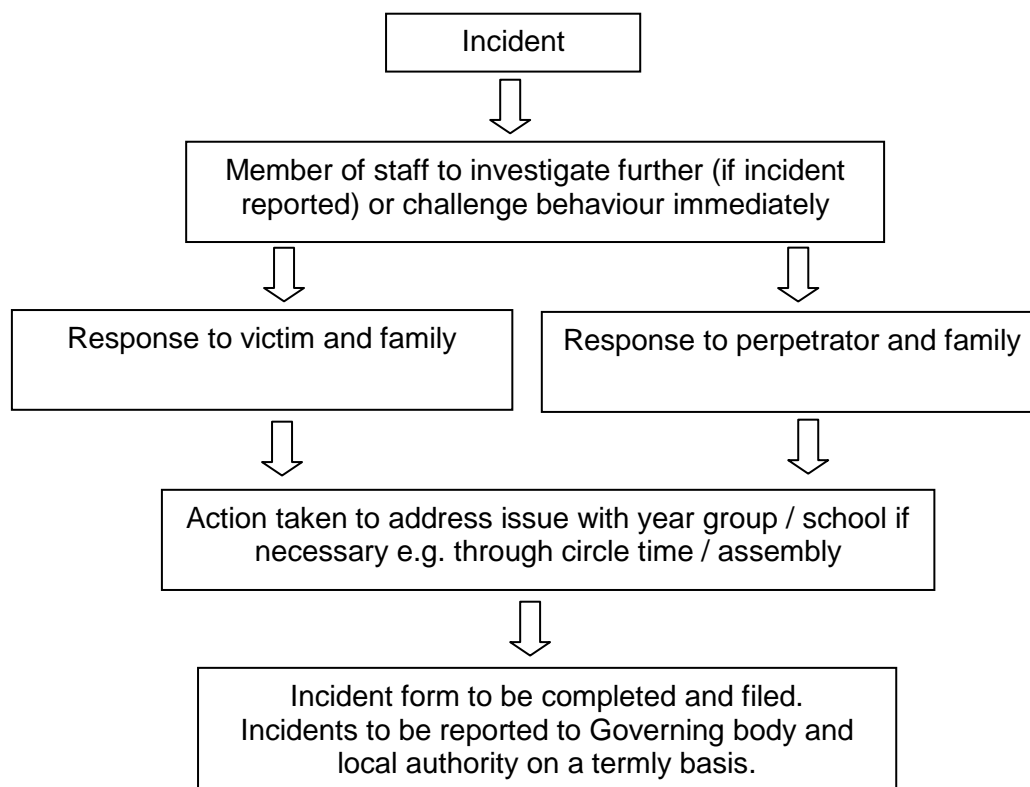 Incident
Member of staff to investigate further (if incident
reported) or challenge behaviour immediately
Response to victim and family
Response to perpetrator and family
Action taken to address issue with year group / school if
necessary e.g. through circle time / assembly
Incident form to be completed and filed.
Incidents to be reported to Governing body and
local authority on a termly basis.